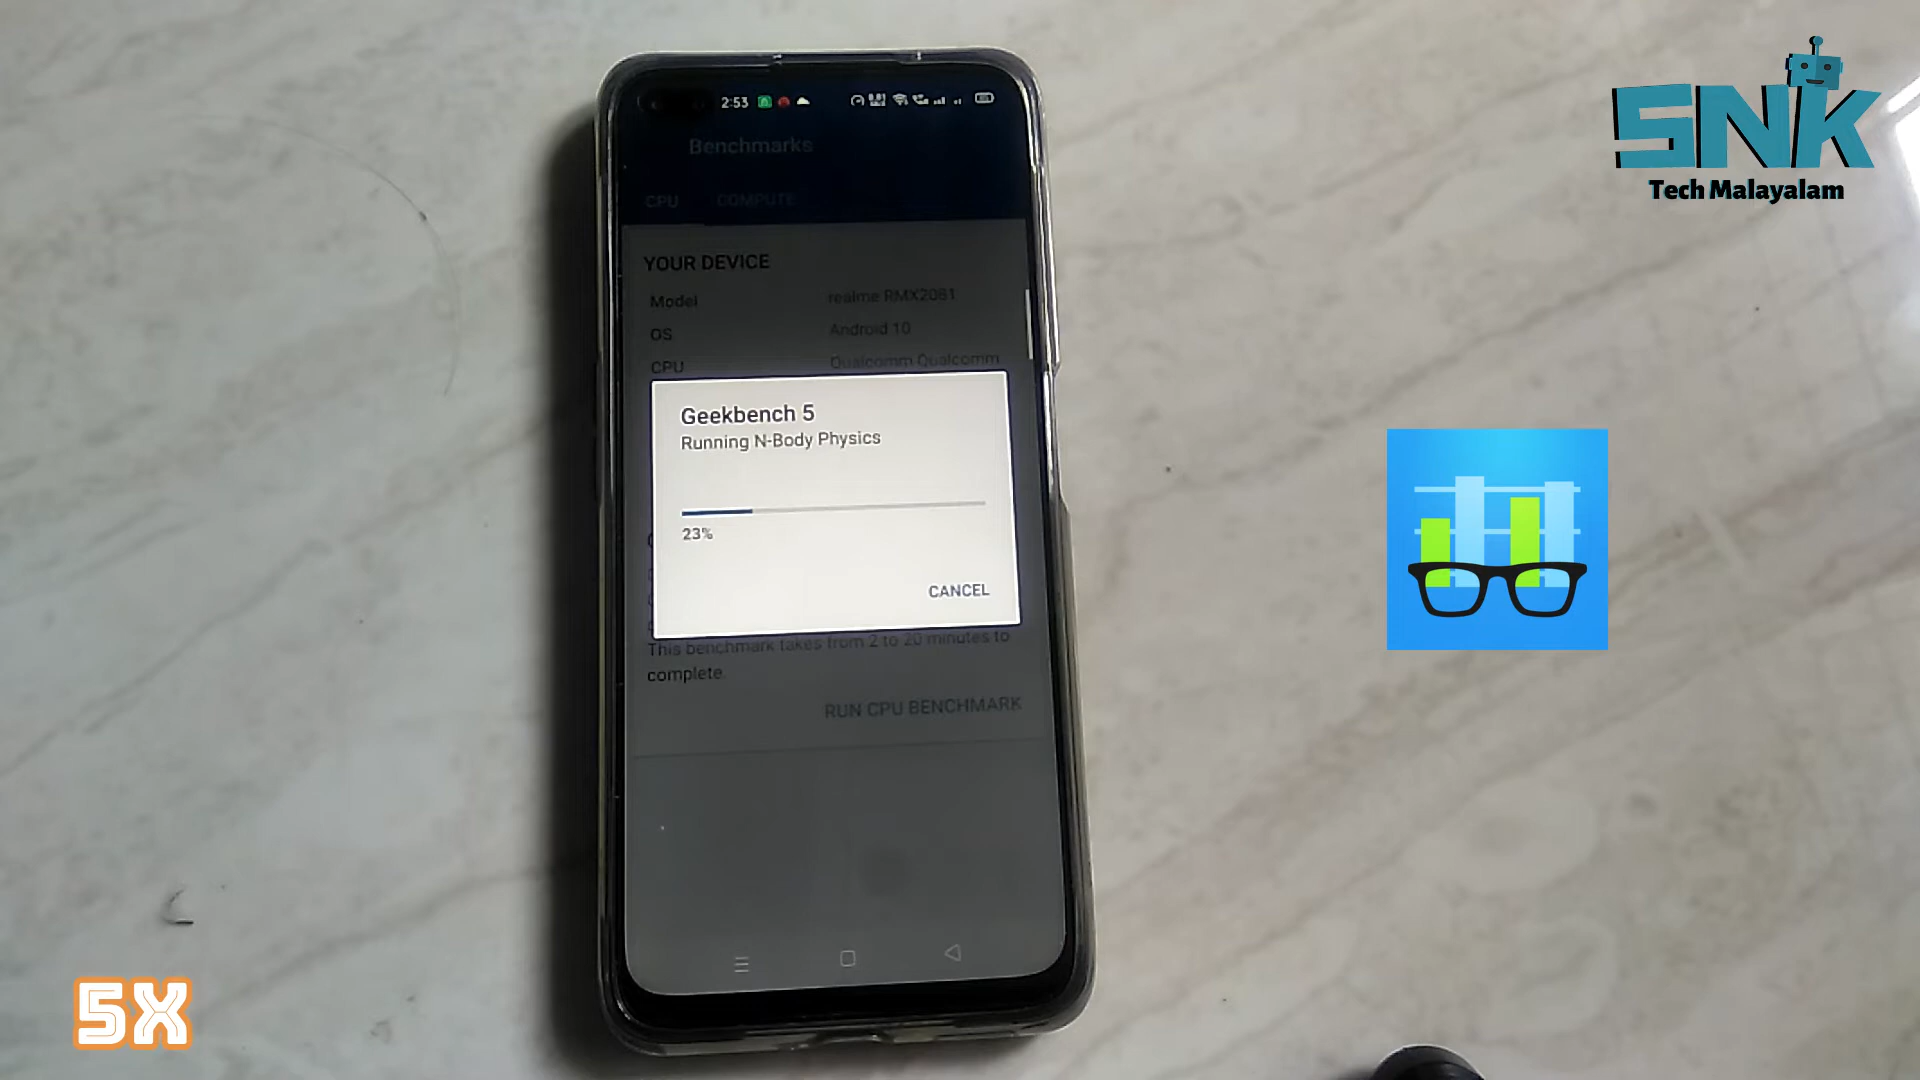 SNK
Tech Malayalam
2:53
Benchmarks
CPU
COMPUTE
YOUR DEVICE
Model
realme RMX2081
OS
Android 10
CPU
Qualcomm Qualcomm
Geekbench 5
Running N-Body Physics
23%
CANCEL
This benchmark takes from 2 to 20 minutes to
complete.
RUN CPU BENCHMARK
5X